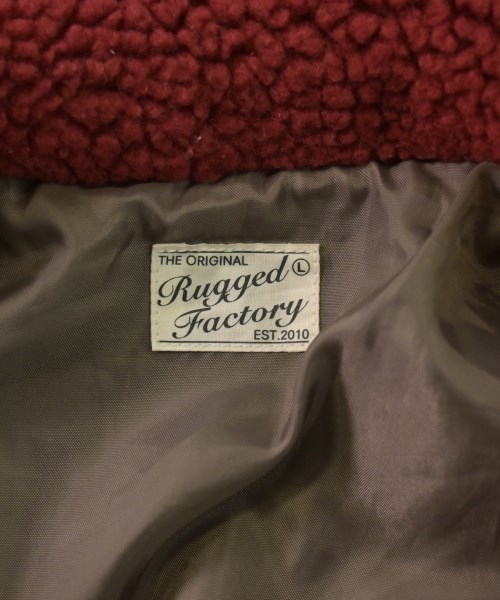 THE ORIGINAL
Rugged Ⓛ
Factory
EST.2010